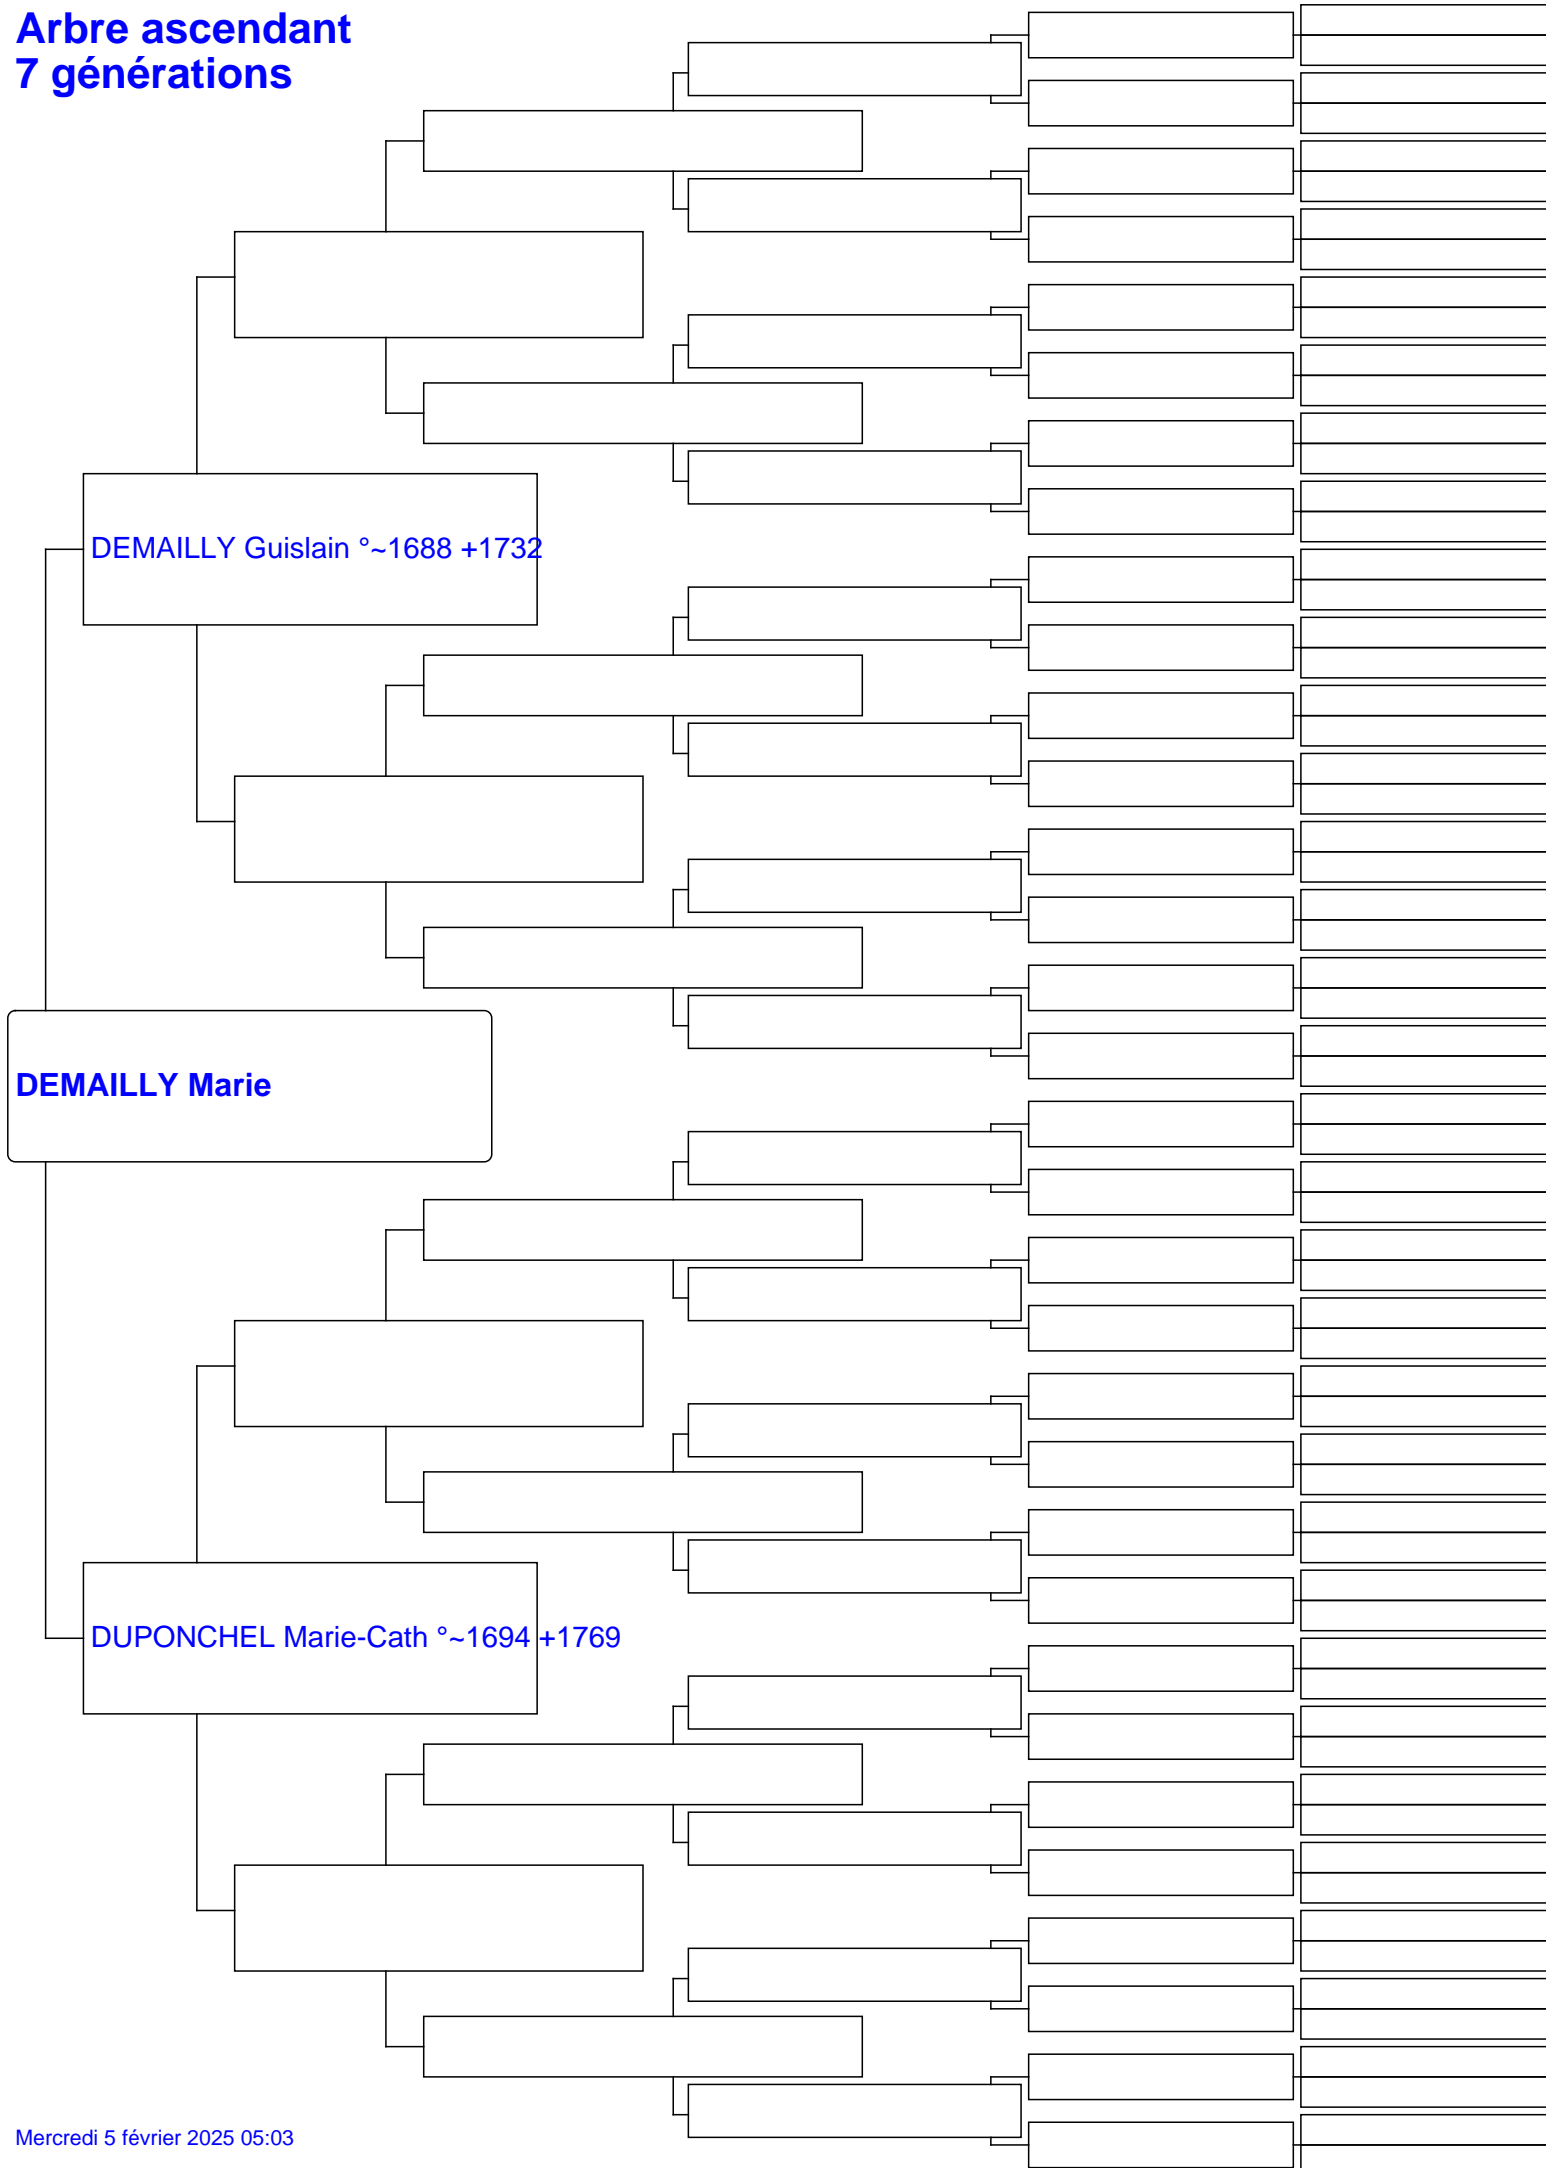 Arbre ascendant
7 générations
DEMAILLY Guislain °~1688 +1732
DEMAILLY Marie
DUPONCHEL Marie-Cath °~1694 +1769
Mercredi 5 février 2025 05:03